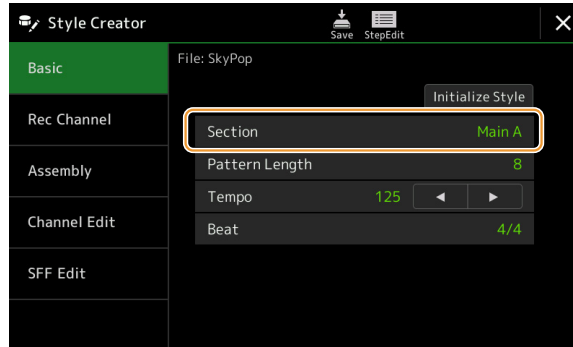 Style Creator
Save StepEdit
Basic
File: SkyPop
Initialize Style
Rec Channel
Section Main A
Assembly
Pattern Length 8
Tempo 125
Channel Edit
Beat 4/4
SFF Edit